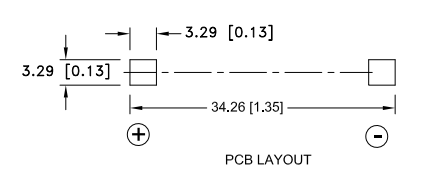 3.29 [0.13]
3.29 [0.13]
34.26 [1.35]
+ -
PCB LAYOUT